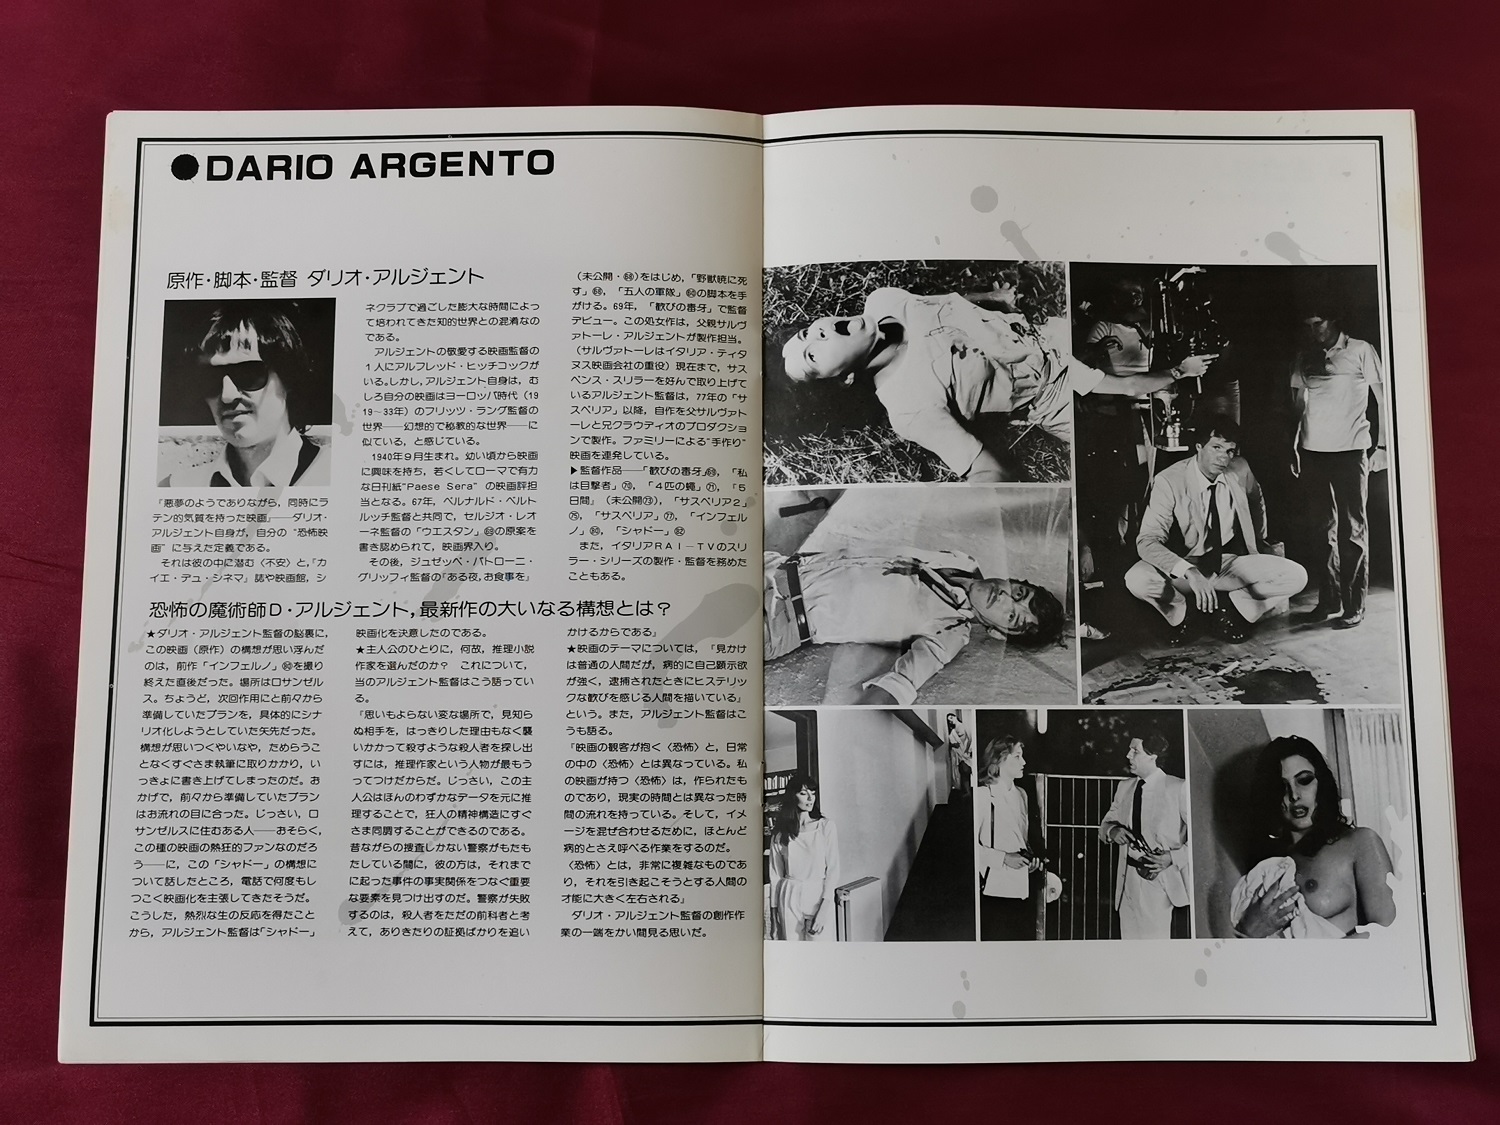 ●DARIO ARGENTO
原作・脚本・監督 ダリオ・アルジェント
「悪夢のようでありながら，同時にラ
テン的気質を持った映画」──ダリオ・
アルジェント自身が，自分の“恐怖映
画”に与えた定義である。
それは彼の中に潜む〈不安〉と，「カ
イエ・デュ・シネマ」誌や映画館，シ
ネクラブで過ごした膨大な時間によっ
て培われてきた知的世界との混淆なの
である。
アルジェントの敬愛する映画監督の
1人にアルフレッド・ヒッチコックが
いる。しかし，アルジェント自身は，む
しろ自分の映画はヨーロッパ時代（19
19～33年）のフリッツ・ラング監督の
世界──幻想的で秘教的な世界──に
似ている，と感じている。
1940年9月生まれ。幼い頃から映画
に興味を持ち，若くしてローマで有力
な日刊紙“Paese Sera”の映画評担
当となる。67年，ベルナルド・ベルト
ルッチ監督と共同で，セルジオ・レオ
ーネ監督の「ウエスタン」㊽の原案を
書き認められて，映画界入り。
その後，ジュゼッペ・パトローニ・
グリッフィ監督の「ある夜，お食事を」
（未公開・68）をはじめ，「野獣暁に死
す」68，「五人の軍隊」69の脚本を手
がける。69年，「歓びの毒牙」で監督
デビュー。この処女作は，父親サルヴ
ァトーレ・アルジェントが製作担当。
（サルヴァトーレはイタリア・ティタ
ヌス映画会社の重役）現在まで，サス
ペンス・スリラーを好んで取り上げて
いるアルジェント監督は，77年の「サ
スペリア」以降，自作を父サルヴァト
ーレと兄クラウディオのプロダクショ
ンで製作。ファミリーによる“手作り”
映画を連発している。
▶監督作品──「歓びの毒牙」69，「私
は目撃者」70，「4匹の蠅」71，「5
日間」（未公開73），「サスペリア2」
75，「サスペリア」77，「インフェル
ノ」80，「シャドー」82
また，イタリアRAI－TVのスリ
ラー・シリーズの製作・監督を務めた
こともある。
恐怖の魔術師D・アルジェント，最新作の大いなる構想とは？
★ダリオ・アルジェント監督の脳裏に，
この映画（原作）の構想が思い浮んだ
のは，前作「インフェルノ」80を撮り
終えた直後だった。場所はロサンゼル
ス。ちょうど，次回作用にと前々から
準備していたプランを，具体的にシナ
リオ化しようとしていた矢先だった。
構想が思いつくやいなや，ためらうこ
となくすぐさま執筆に取りかかり，い
っきょに書き上げてしまったのだ。お
かげで，前々から準備していたプラン
はお流れの目に合った。じっさい，ロ
サンゼルスに住むある人──おそらく，
この種の映画の熱狂的ファンなのだろ
う──に，この「シャドー」の構想に
ついて話したところ，電話で何度もし
つこく映画化を主張してきたそうだ。
こうした，熱烈な生の反応を得たこと
から，アルジェント監督は「シャドー」
映画化を決意したのである。
★主人公のひとりに，何故，推理小説
作家を選んだのか？ これについて，
当のアルジェント監督はこう語ってい
る。
『思いもよらない変な場所で，見知ら
ぬ相手を，はっきりした理由もなく襲
いかかって殺すような殺人者を探し出
すには，推理作家という人物が最もう
ってつけだからだ。じっさい，この主
人公はほんのわずかなデータを元に推
理することで，狂人の精神構造にすぐ
さま同調することができるのである。
昔ながらの捜査しかない警察がもたも
たしている間に，彼の方は，それまで
に起った事件の事実関係をつなぐ重要
な要素を見つけ出すのだ。警察が失敗
するのは，殺人者をただの前科者と考
えて，ありきたりの証拠ばかりを追い
かけるからである』
★映画のテーマについては，「見かけ
は普通の人間だが，病的に自己顕示欲
が強く，逮捕されたときにヒステリッ
クな歓びを感じる人間を描いている」
という。また，アルジェント監督はこ
うも語る。
『映画の観客が抱く〈恐怖〉と，日常
の中の〈恐怖〉とは異なっている。私
の映画が持つ〈恐怖〉は，作られたも
のであり，現実の時間とは異なった時
間の流れを持っている。そして，イメ
ージを混ぜ合わせるために，ほとんど
病的とさえ呼べる作業をするのだ。
〈恐怖〉とは，非常に複雑なものであ
り，それを引き起こそうとする人間の
才能に大きく左右される』
ダリオ・アルジェント監督の創作作
業の一端をかい間見る思いだ。